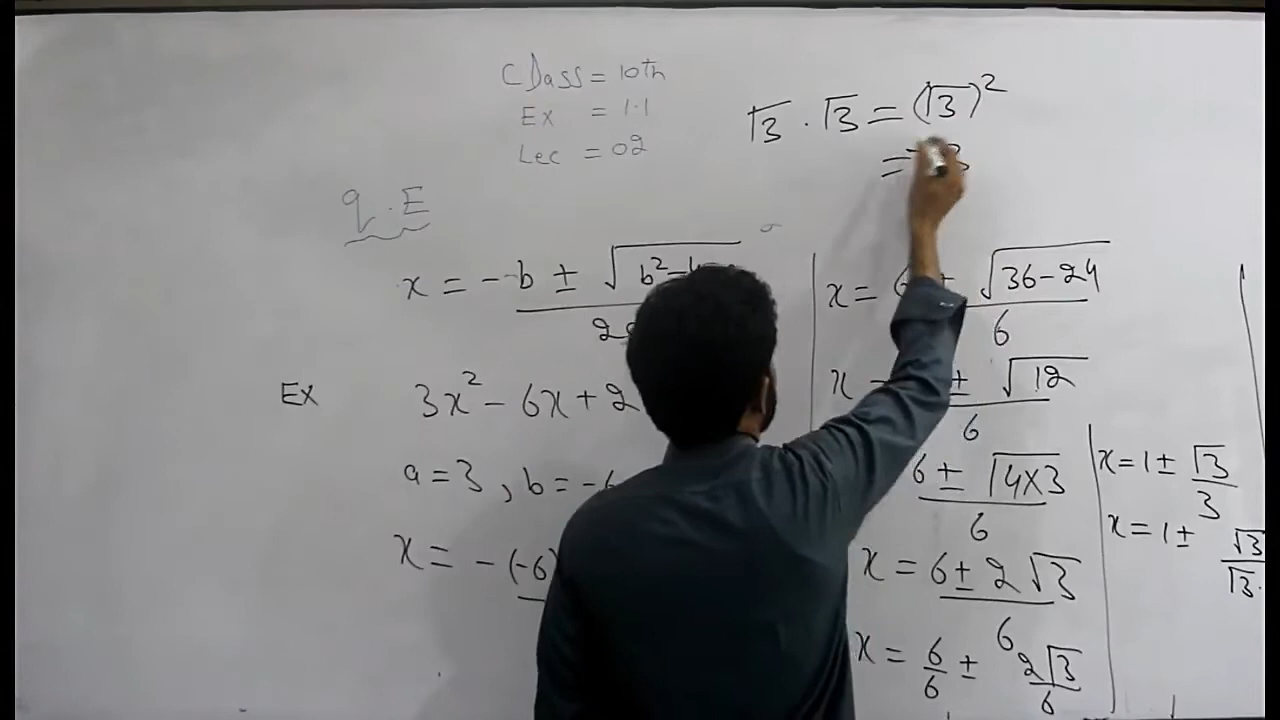 CDass = 10th
Ex = 1.1
Lec = 02
√3 . √3 = (√3)²
=
q.E
x = -b ± √b²-
2
Ex 3x² - 6x + 2
a = 3 , b = -6
x = - (-6)
x = 6 ± √36-24
6
x = ± √12
6
6 ± √4×3
6
x = 6 ± 2√3
6
x = 6/6 ± 2√3/6
x = 1 ± √3/3
x = 1 ± √3/√3.